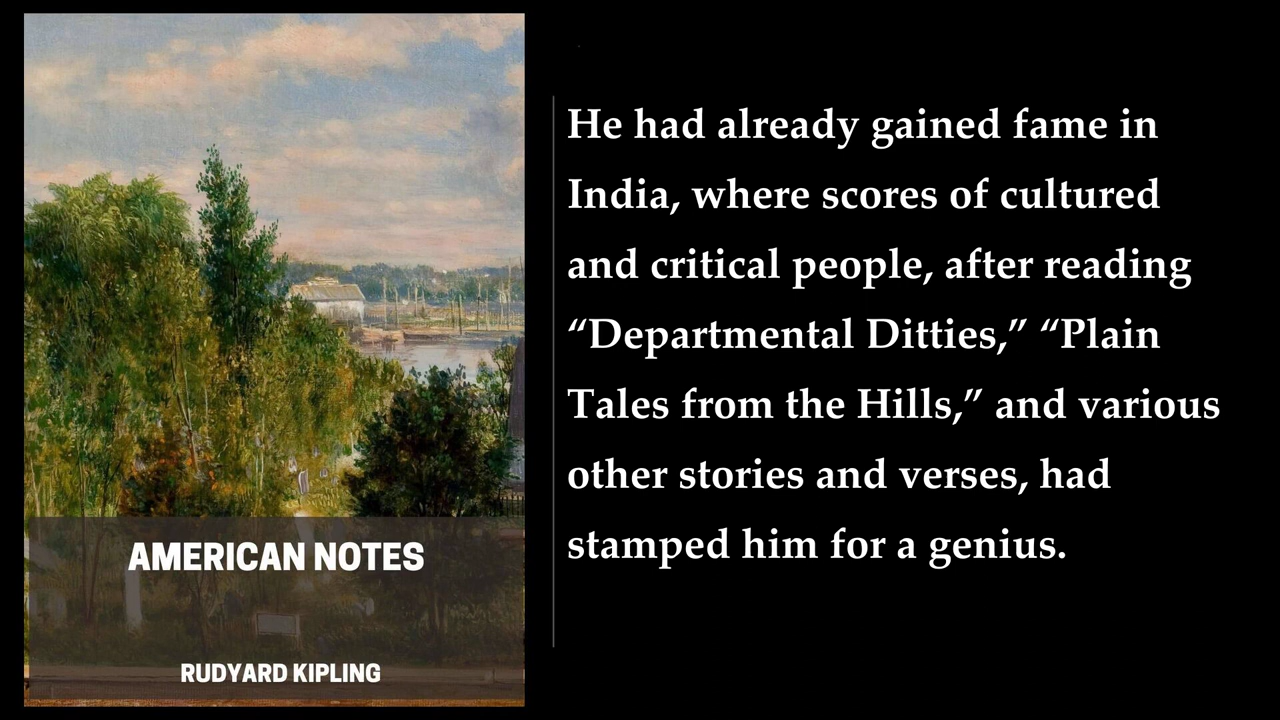 AMERICAN NOTES
RUDYARD KIPLING
He had already gained fame in
India, where scores of cultured
and critical people, after reading
“Departmental Ditties,” “Plain
Tales from the Hills,” and various
other stories and verses, had
stamped him for a genius.